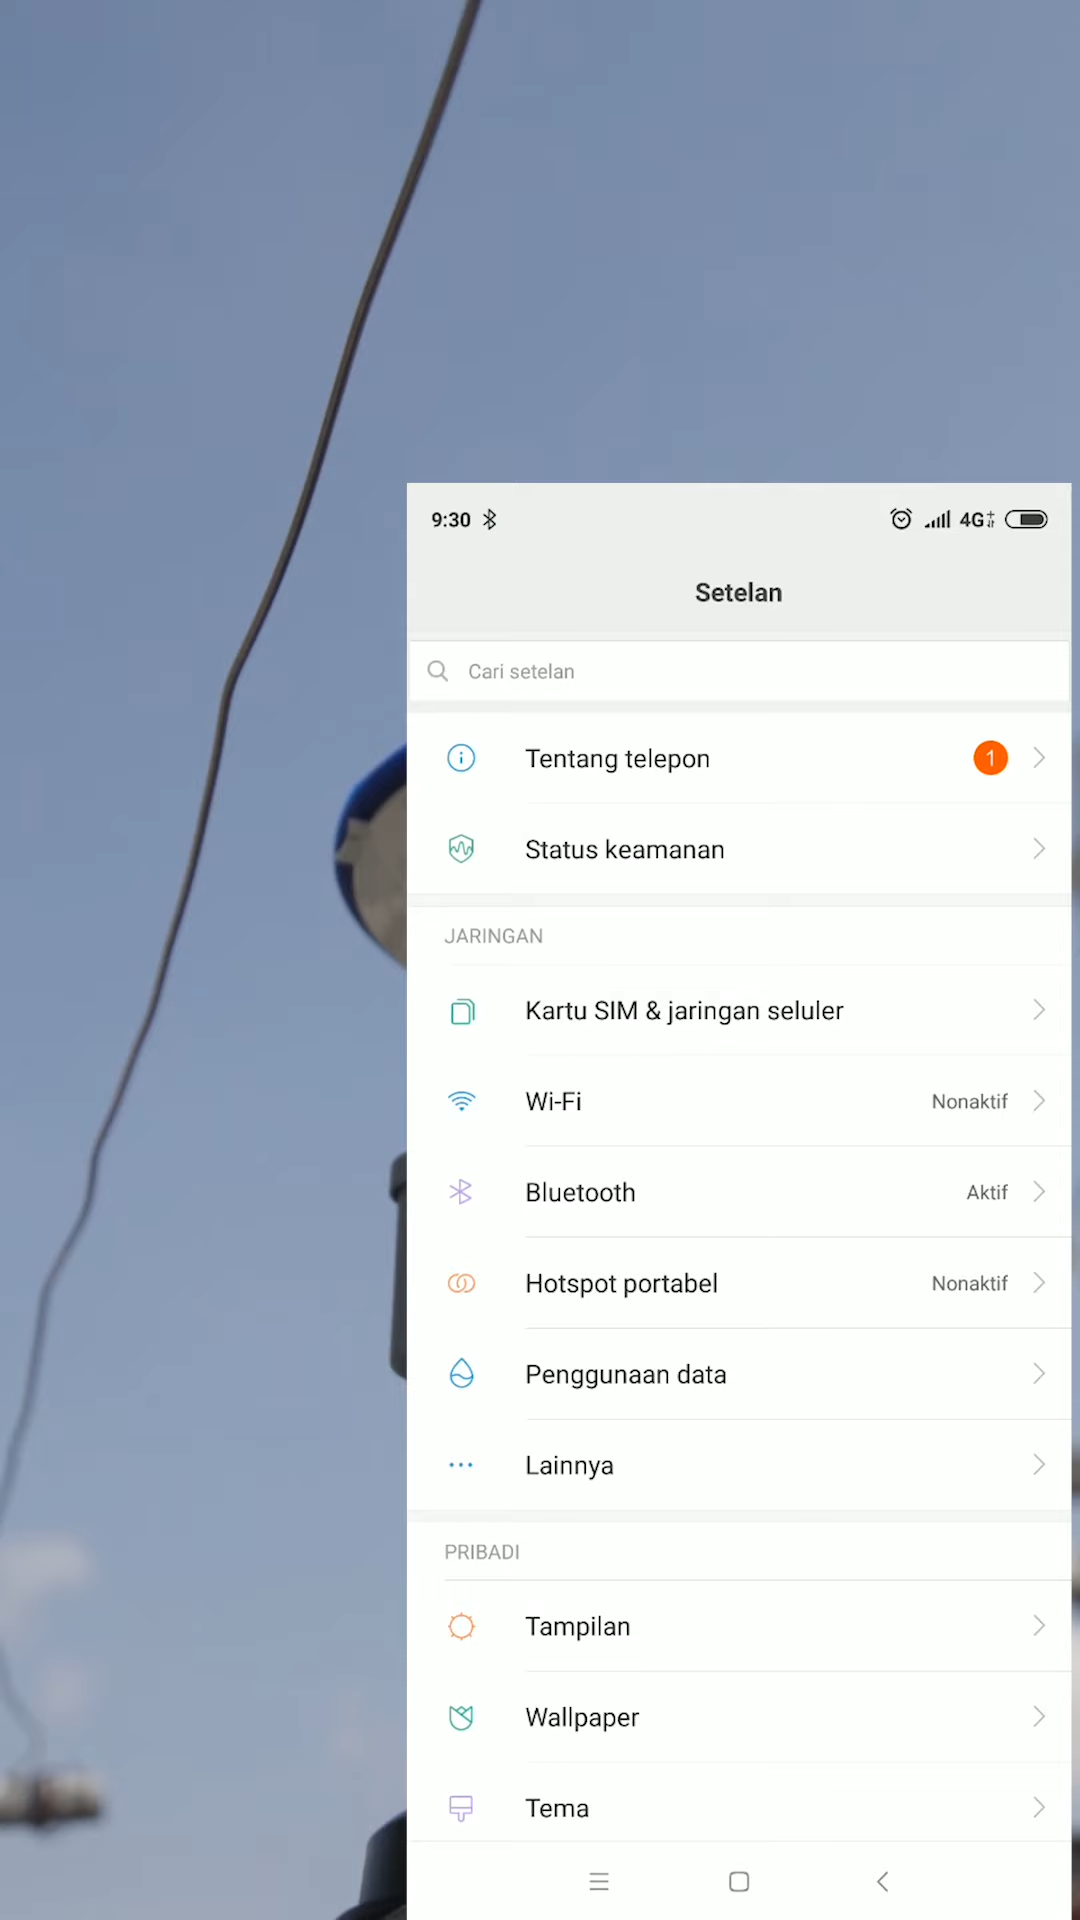 9:30 4G+
Setelan
Cari setelan
Tentang telepon 1
Status keamanan
JARINGAN
Kartu SIM & jaringan seluler
Wi-Fi Nonaktif
Bluetooth Aktif
Hotspot portabel Nonaktif
Penggunaan data
Lainnya
PRIBADI
Tampilan
Wallpaper
Tema